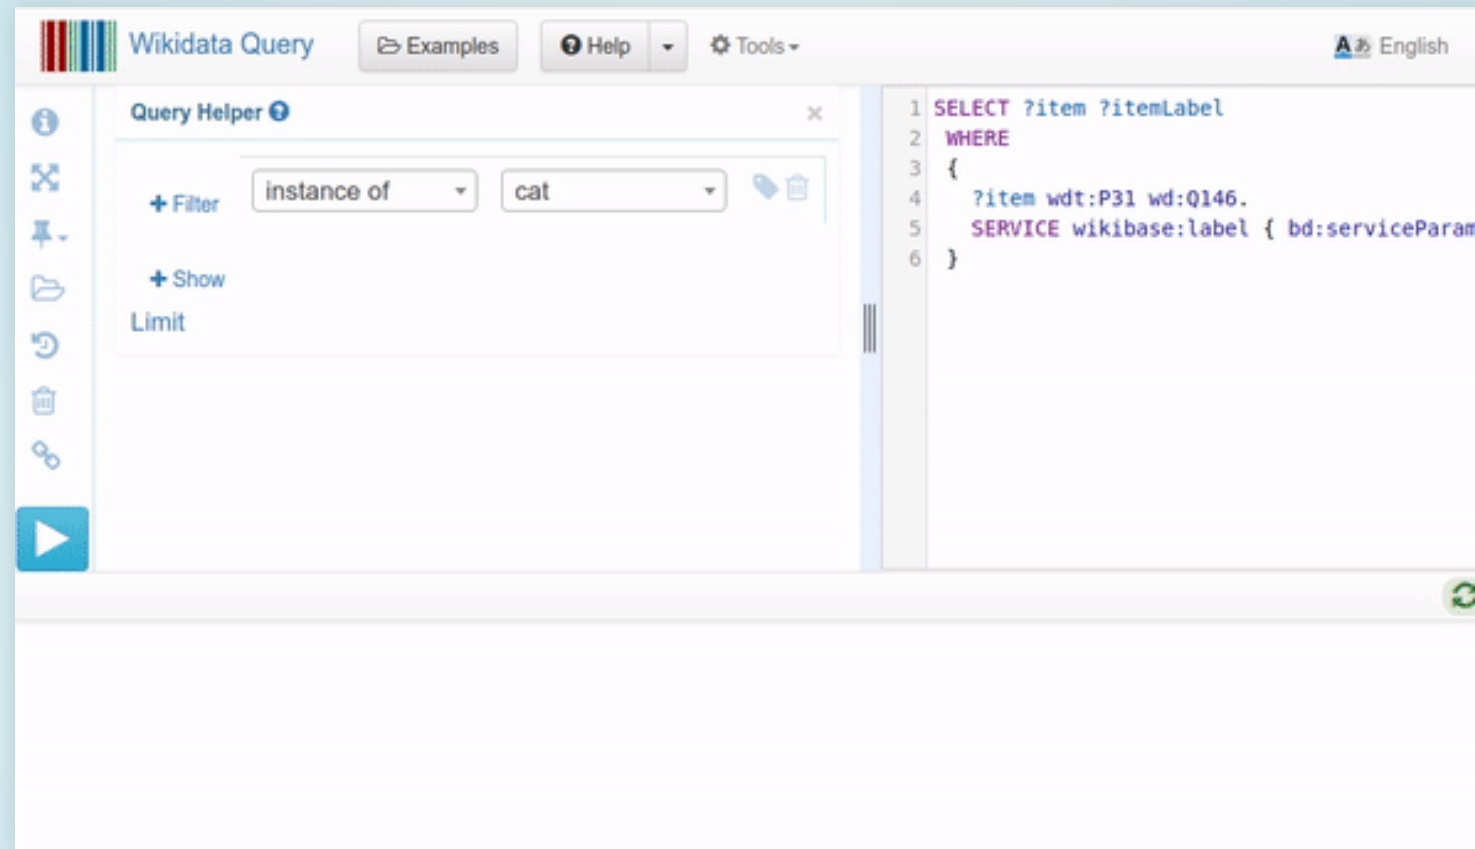 Wikidata Query
Examples
Help
Tools
A あ English
Query Helper
×
+ Filter
instance of
cat
+ Show
Limit
1 SELECT ?item ?itemLabel
2 WHERE
3 {
4 ?item wdt:P31 wd:Q146.
5 SERVICE wikibase:label { bd:serviceParam
6 }